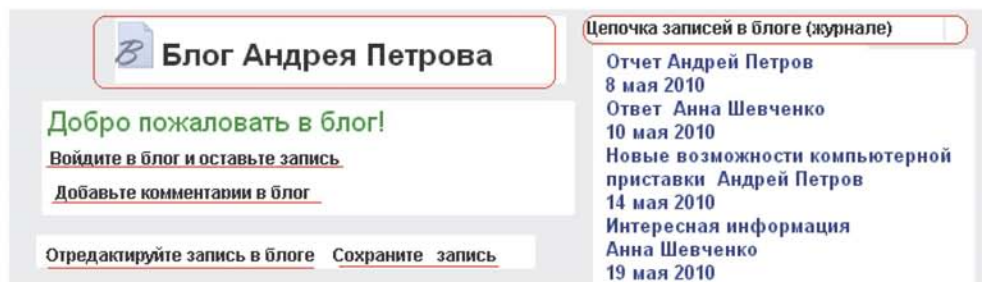 Блог Андрея Петрова
Добро пожаловать в блог!
Войдите в блог и оставьте запись
Добавьте комментарии в блог
Отредактируйте запись в блоге Сохраните запись
Цепочка записей в блоге (журнале)
Отчет Андрей Петров
8 мая 2010
Ответ Анна Шевченко
10 мая 2010
Новые возможности компьютерной
приставки Андрей Петров
14 мая 2010
Интересная информация
Анна Шевченко
19 мая 2010